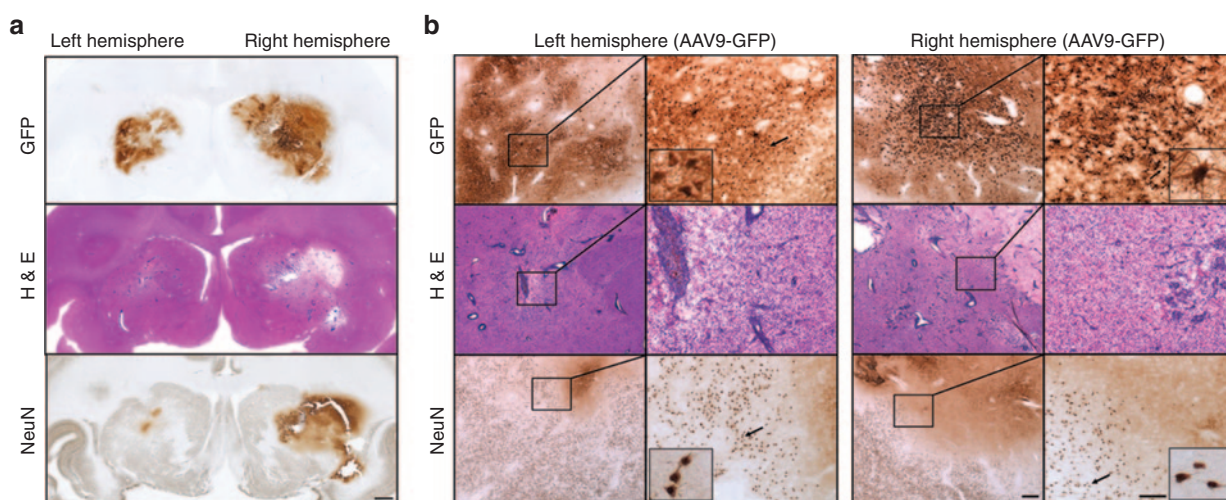 a
Left hemisphere
Right hemisphere
GFP
H & E
NeuN
b
Left hemisphere (AAV9-GFP)
Right hemisphere (AAV9-GFP)
GFP
H & E
NeuN